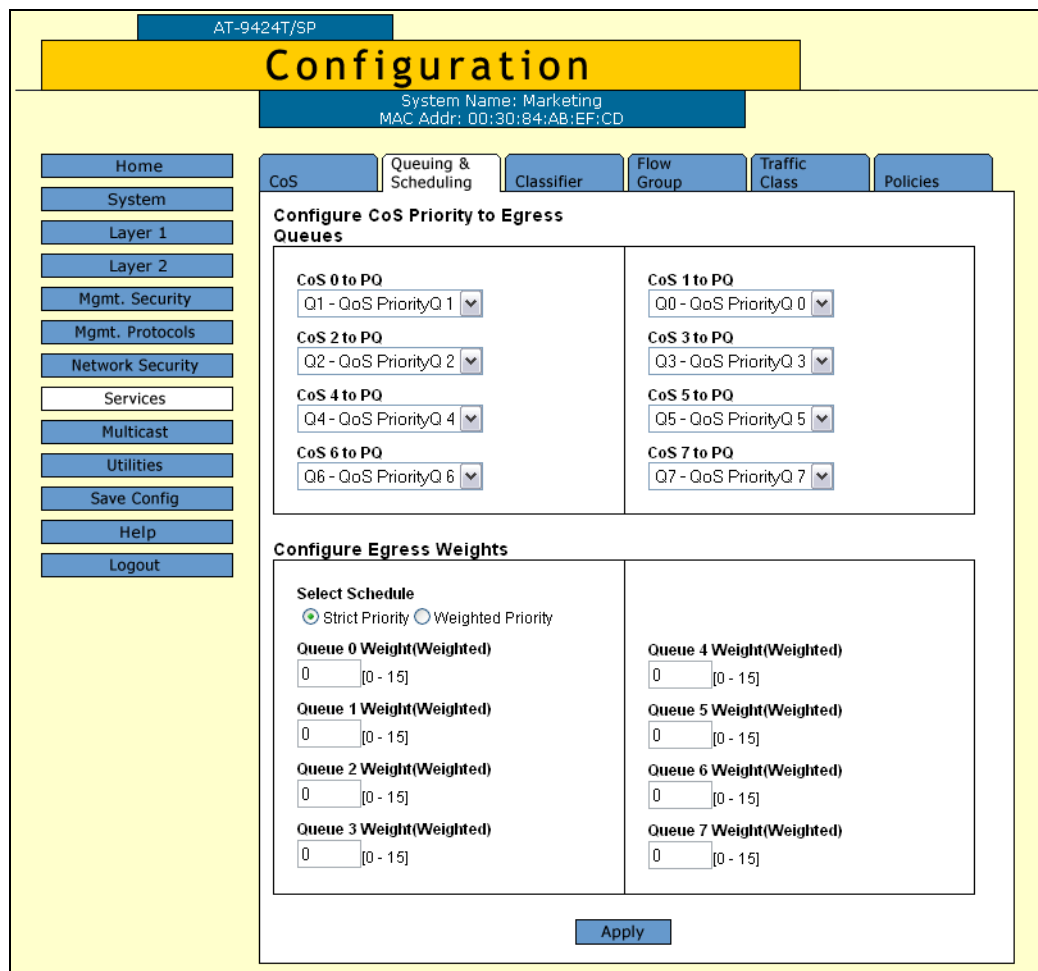 AT-9424T/SP
Configuration
System Name: Marketing
MAC Addr: 00:30:84:AB:EF:CD
Home
System
Layer 1
Layer 2
Mgmt. Security
Mgmt. Protocols
Network Security
Services
Multicast
Utilities
Save Config
Help
Logout
CoS
Queuing &
Scheduling
Classifier
Flow
Group
Traffic
Class
Policies
Configure CoS Priority to Egress
Queues
CoS 0 to PQ
Q1 - QoS PriorityQ 1
CoS 1 to PQ
Q0 - QoS PriorityQ 0
CoS 2 to PQ
Q2 - QoS PriorityQ 2
CoS 3 to PQ
Q3 - QoS PriorityQ 3
CoS 4 to PQ
Q4 - QoS PriorityQ 4
CoS 5 to PQ
Q5 - QoS PriorityQ 5
CoS 6 to PQ
Q6 - QoS PriorityQ 6
CoS 7 to PQ
Q7 - QoS PriorityQ 7
Configure Egress Weights
Select Schedule
Strict Priority Weighted Priority
Queue 0 Weight(Weighted)
0 [0 - 15]
Queue 4 Weight(Weighted)
0 [0 - 15]
Queue 1 Weight(Weighted)
0 [0 - 15]
Queue 5 Weight(Weighted)
0 [0 - 15]
Queue 2 Weight(Weighted)
0 [0 - 15]
Queue 6 Weight(Weighted)
0 [0 - 15]
Queue 3 Weight(Weighted)
0 [0 - 15]
Queue 7 Weight(Weighted)
0 [0 - 15]
Apply